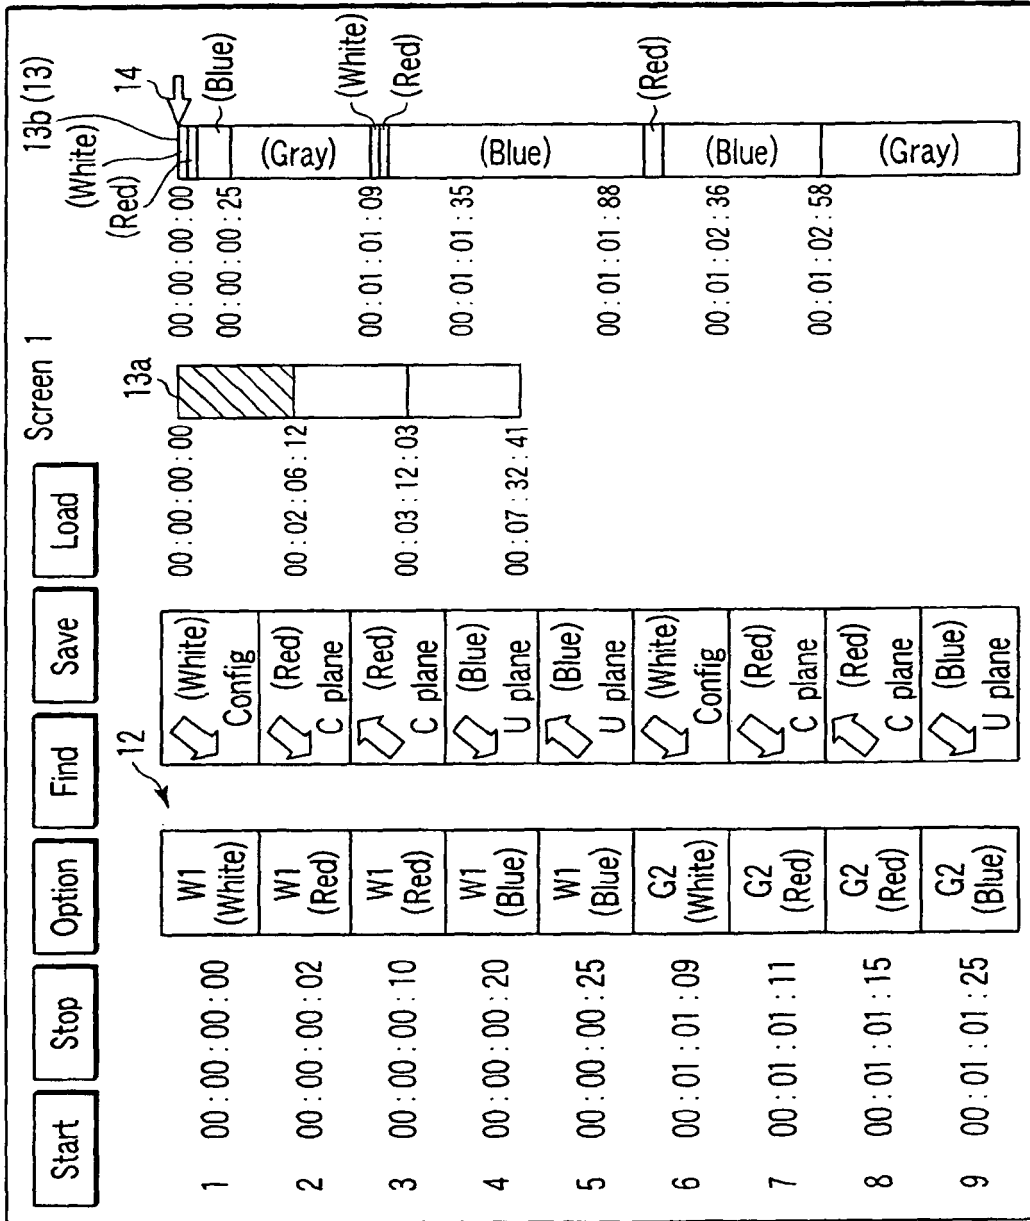 Start Stop Option Find Save Load Screen 1
12
1 00:00:00:00 W1 (White) (White) Config
2 00:00:00:02 W1 (Red) (Red) C plane
3 00:00:00:10 W1 (Red) (Red) C plane
4 00:00:00:20 W1 (Blue) (Blue) U plane
5 00:00:00:25 W1 (Blue) (Blue) U plane
6 00:01:01:09 G2 (White) (White) Config
7 00:01:01:11 G2 (Red) (Red) C plane
8 00:01:01:15 G2 (Red) (Red) C plane
9 00:01:01:25 G2 (Blue) (Blue) U plane
13a
00:00:00:00
00:02:06:12
00:03:12:03
00:07:32:41
13b (13)
14
(White)
(Red)
00:00:00:00
(Blue)
00:00:00:25
(Gray)
(White)
00:01:01:09
(Red)
00:01:01:35
(Blue)
00:01:01:88
(Red)
00:01:02:36
(Blue)
00:01:02:58
(Gray)